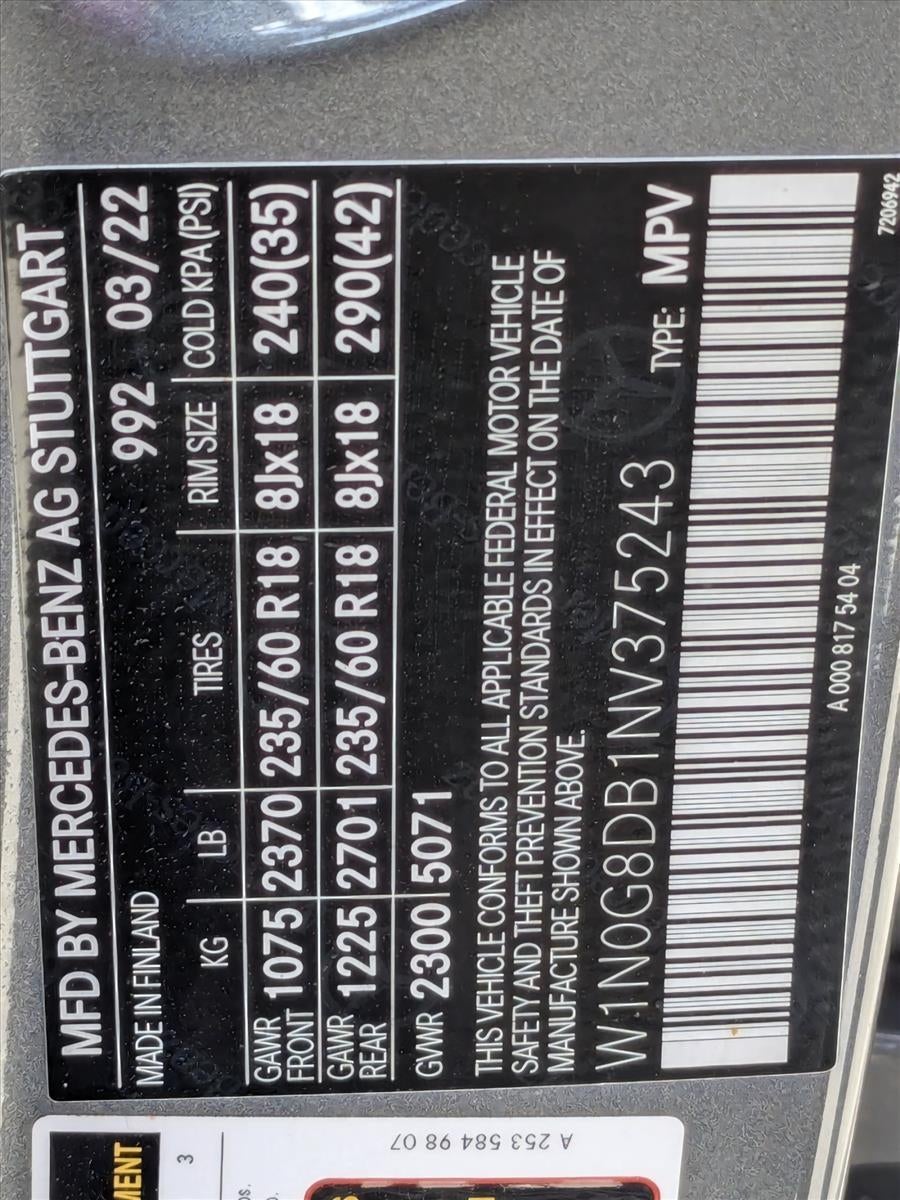 MFD BY MERCEDES-BENZ AG STUTTGART
MADE IN FINLAND 992 03/22
KG LB TIRES RIM SIZE COLD KPA(PSI)
GAWR FRONT 1075 2370 235/60 R18 8Jx18 240(35)
GAWR REAR 1225 2701 235/60 R18 8Jx18 290(42)
GVWR 2300 5071
THIS VEHICLE CONFORMS TO ALL APPLICABLE FEDERAL MOTOR VEHICLE
SAFETY AND THEFT PREVENTION STANDARDS IN EFFECT ON THE DATE OF
MANUFACTURE SHOWN ABOVE.
W1N0G8DB1NV375243 TYPE: MPV
A 000 817 54 04
7206942
A 253 584 98 07
3